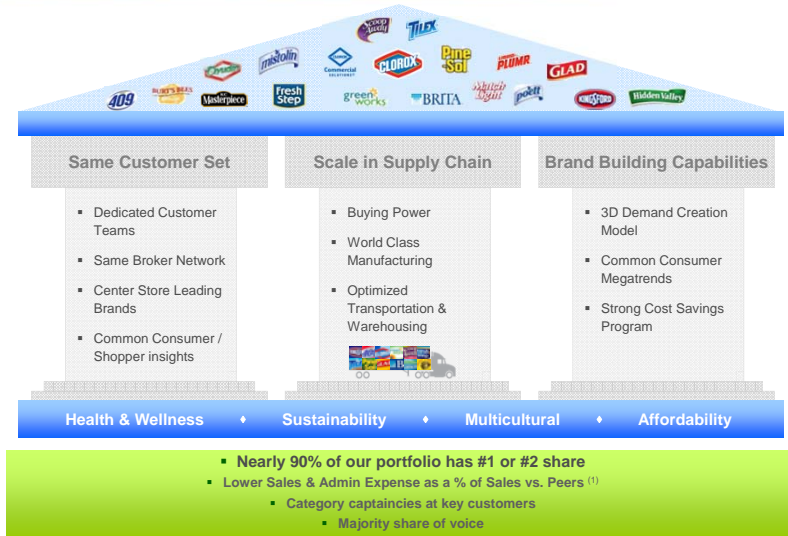 Scoop Away
TILEX
mistolin
CLOROX
Commercial
SOLUTIONS
CLOROX
Pine Sol
PLUMR
GLAD
409
BURT'S BEES
Masterpiece
Fresh Step
green works
BRITA
Match Light
poett
KINGSFORD
Hidden Valley
Same Customer Set
Scale in Supply Chain
Brand Building Capabilities
▪ Dedicated Customer
Teams
▪ Same Broker Network
▪ Center Store Leading
Brands
▪ Common Consumer /
Shopper insights
▪ Buying Power
▪ World Class
Manufacturing
▪ Optimized
Transportation &
Warehousing
▪ 3D Demand Creation
Model
▪ Common Consumer
Megatrends
▪ Strong Cost Savings
Program
Health & Wellness ♦ Sustainability ♦ Multicultural ♦ Affordability
▪ Nearly 90% of our portfolio has #1 or #2 share
▪ Lower Sales & Admin Expense as a % of Sales vs. Peers (1)
▪ Category captaincies at key customers
▪ Majority share of voice